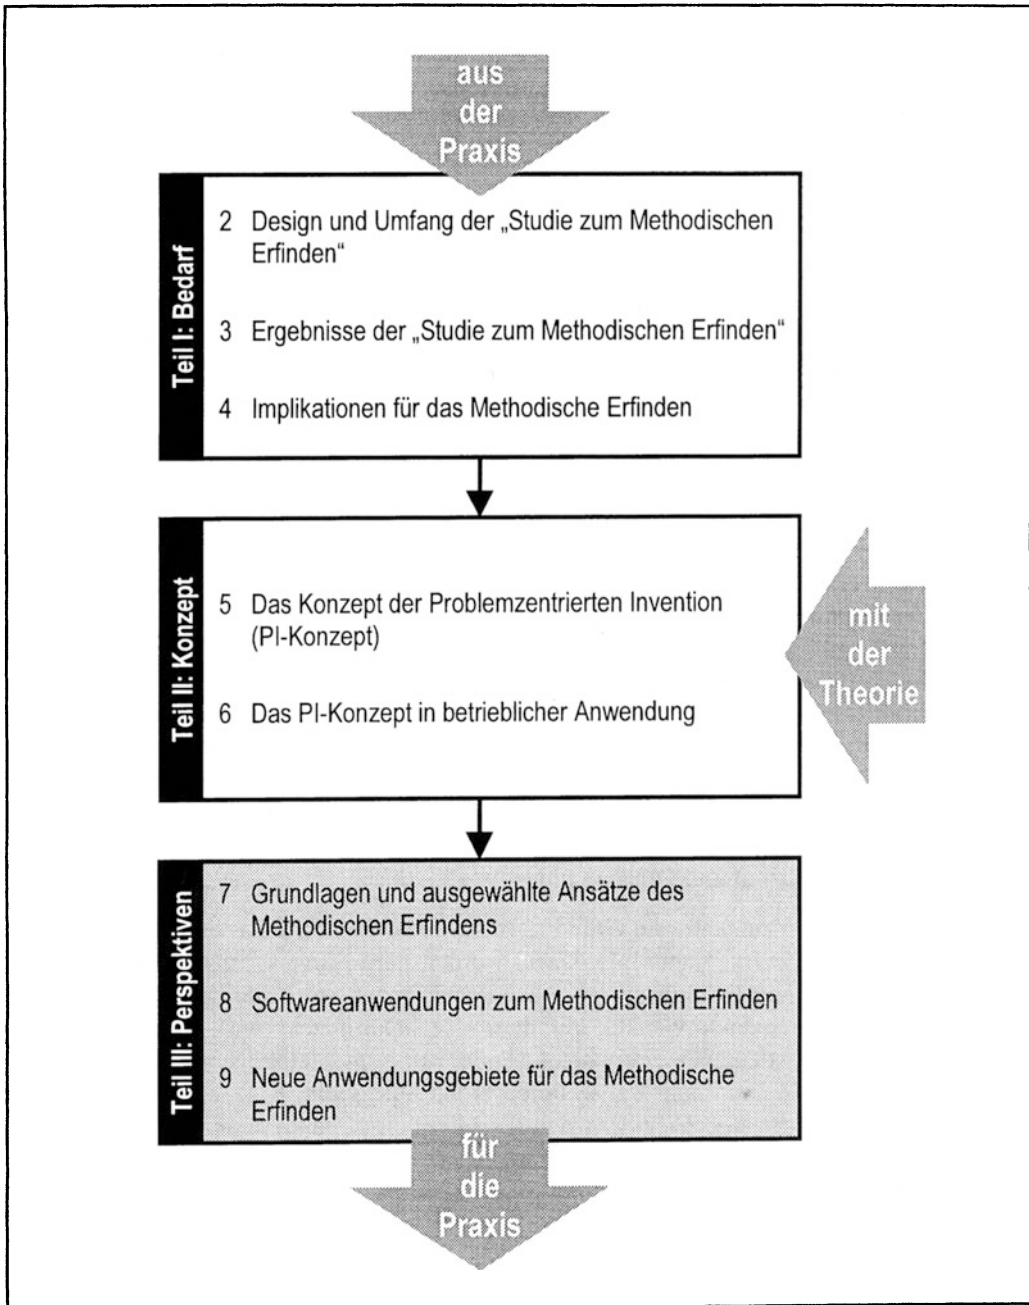 aus
der
Praxis
Teil I: Bedarf
2 Design und Umfang der „Studie zum Methodischen
Erfinden“
3 Ergebnisse der „Studie zum Methodischen Erfinden“
4 Implikationen für das Methodische Erfinden
Teil II: Konzept
5 Das Konzept der Problemzentrierten Invention
(PI-Konzept)
6 Das PI-Konzept in betrieblicher Anwendung
mit
der
Theorie
Teil III: Perspektiven
7 Grundlagen und ausgewählte Ansätze des
Methodischen Erfindens
8 Softwareanwendungen zum Methodischen Erfinden
9 Neue Anwendungsgebiete für das Methodische
Erfinden
für
die
Praxis